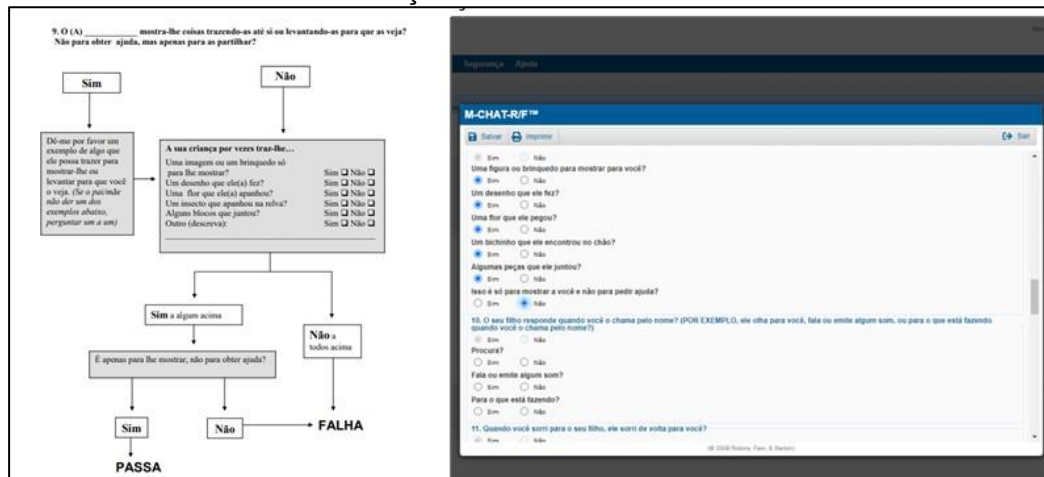 9. O (A) ____________ mostra-lhe coisas trazendo-as até si ou levantando-as para que as veja?
Não para obter ajuda, mas apenas para as partilhar?
Sim
Não
Dê-me por favor um
exemplo de algo que
ele possa trazer para
mostrar-lhe ou
levantar para que você
o veja. (Se o pai/mãe
não der um dos
exemplos abaixo,
perguntar um a um)
A sua criança por vezes traz-lhe…
Uma imagem ou um brinquedo só
para lhe mostrar? Sim ❑ Não ❑
Um desenho que ele(a) fez? Sim ❑ Não ❑
Uma flor que ele(a) apanhou? Sim ❑ Não ❑
Um insecto que apanhou na relva? Sim ❑ Não ❑
Alguns blocos que juntou? Sim ❑ Não ❑
Outro (descreva): Sim ❑ Não ❑
Sim a algum acima
Não a
todos acima
É apenas para lhe mostrar, não para obter ajuda?
Sim
Não
FALHA
PASSA
Segurança Ajuda
M-CHAT-R/F™
Salvar Imprimir Sair
Sim Não
Uma figura ou brinquedo para mostrar para você?
Sim Não
Um desenho que ele fez?
Sim Não
Uma flor que ele pegou?
Sim Não
Um bichinho que ele encontrou no chão?
Sim Não
Algumas peças que ele juntou?
Sim Não
Isso é só para mostrar a você e não para pedir ajuda?
Sim Não
10. O seu filho responde quando você o chama pelo nome? (POR EXEMPLO, ele olha para você, fala ou emite algum som, ou para o que está fazendo
quando você o chama pelo nome?)
Sim Não
Procura?
Sim Não
Fala ou emite algum som?
Sim Não
Para o que está fazendo?
Sim Não
11. Quando você sorri para o seu filho, ele sorri de volta para você?
Sim Não